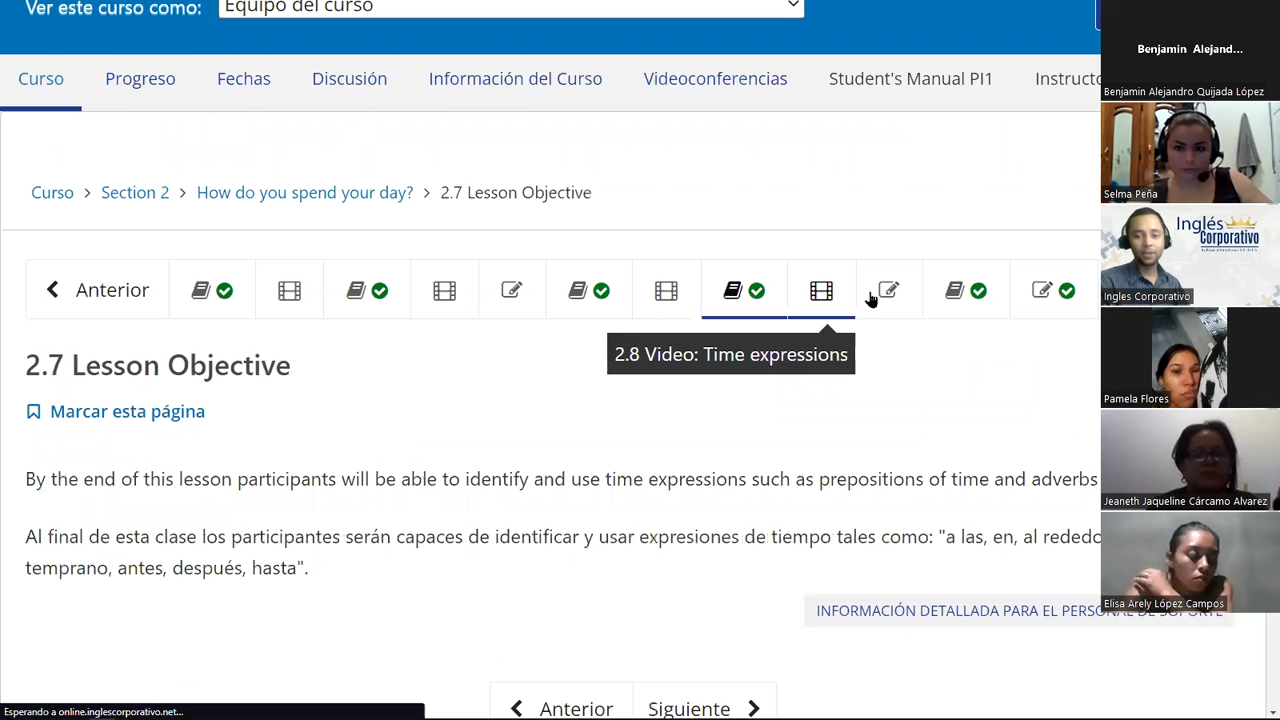 Ver este curso como:
Equipo del curso
Curso
Progreso
Fechas
Discusión
Información del Curso
Videoconferencias
Student's Manual PI1
Curso > Section 2 > How do you spend your day? > 2.7 Lesson Objective
Anterior
2.8 Video: Time expressions
2.7 Lesson Objective
Marcar esta página
By the end of this lesson participants will be able to identify and use time expressions such as prepositions of time and adverbs
Al final de esta clase los participantes serán capaces de identificar y usar expresiones de tiempo tales como: "a las, en, al
temprano, antes, después, hasta".
INFORMACIÓN DETALLADA PARA EL PERSONAL DE SOPORTE
Anterior
Siguiente
Esperando a online.inglescorporativo.net...
Benjamin Alejand...
Benjamin Alejandro Quijada López
Selma Peña
Inglés
Corporativo
Ingles Corporativo
Pamela Flores
Jeaneth Jaqueline Cárcamo Alvarez
Elisa Arely López Campos